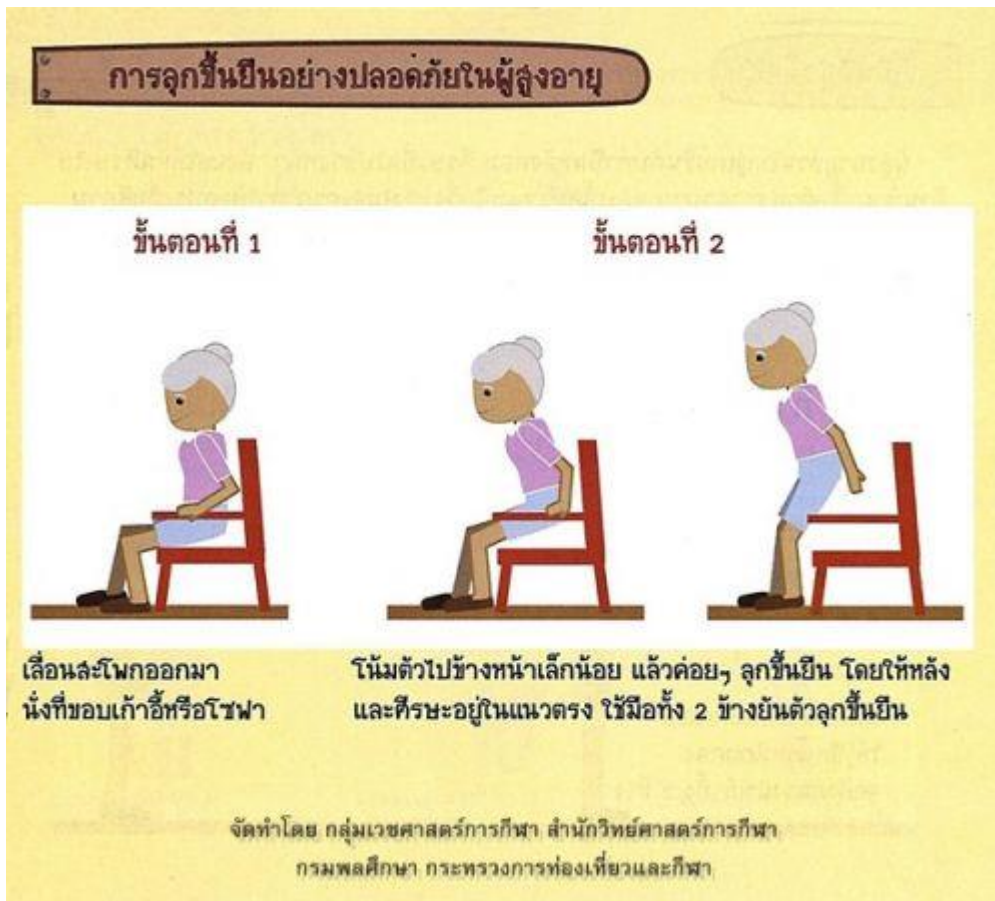 การลุกขึ้นยืนอย่างปลอดภัยในผู้สูงอายุ
ขั้นตอนที่ 1
ขั้นตอนที่ 2
เลื่อนสะโพกออกมา
นั่งที่ขอบเก้าอี้หรือโซฟา
โน้มตัวไปข้างหน้าเล็กน้อย แล้วค่อยๆ ลุกขึ้นยืน โดยให้หลัง
และศีรษะอยู่ในแนวตรง ใช้มือทั้ง 2 ข้างยันตัวลุกขึ้นยืน
จัดทำโดย กลุ่มเวชศาสตร์การกีฬา สำนักวิทย์ศาสตร์การกีฬา
กรมพลศึกษา กระทรวงการท่องเที่ยวและกีฬา